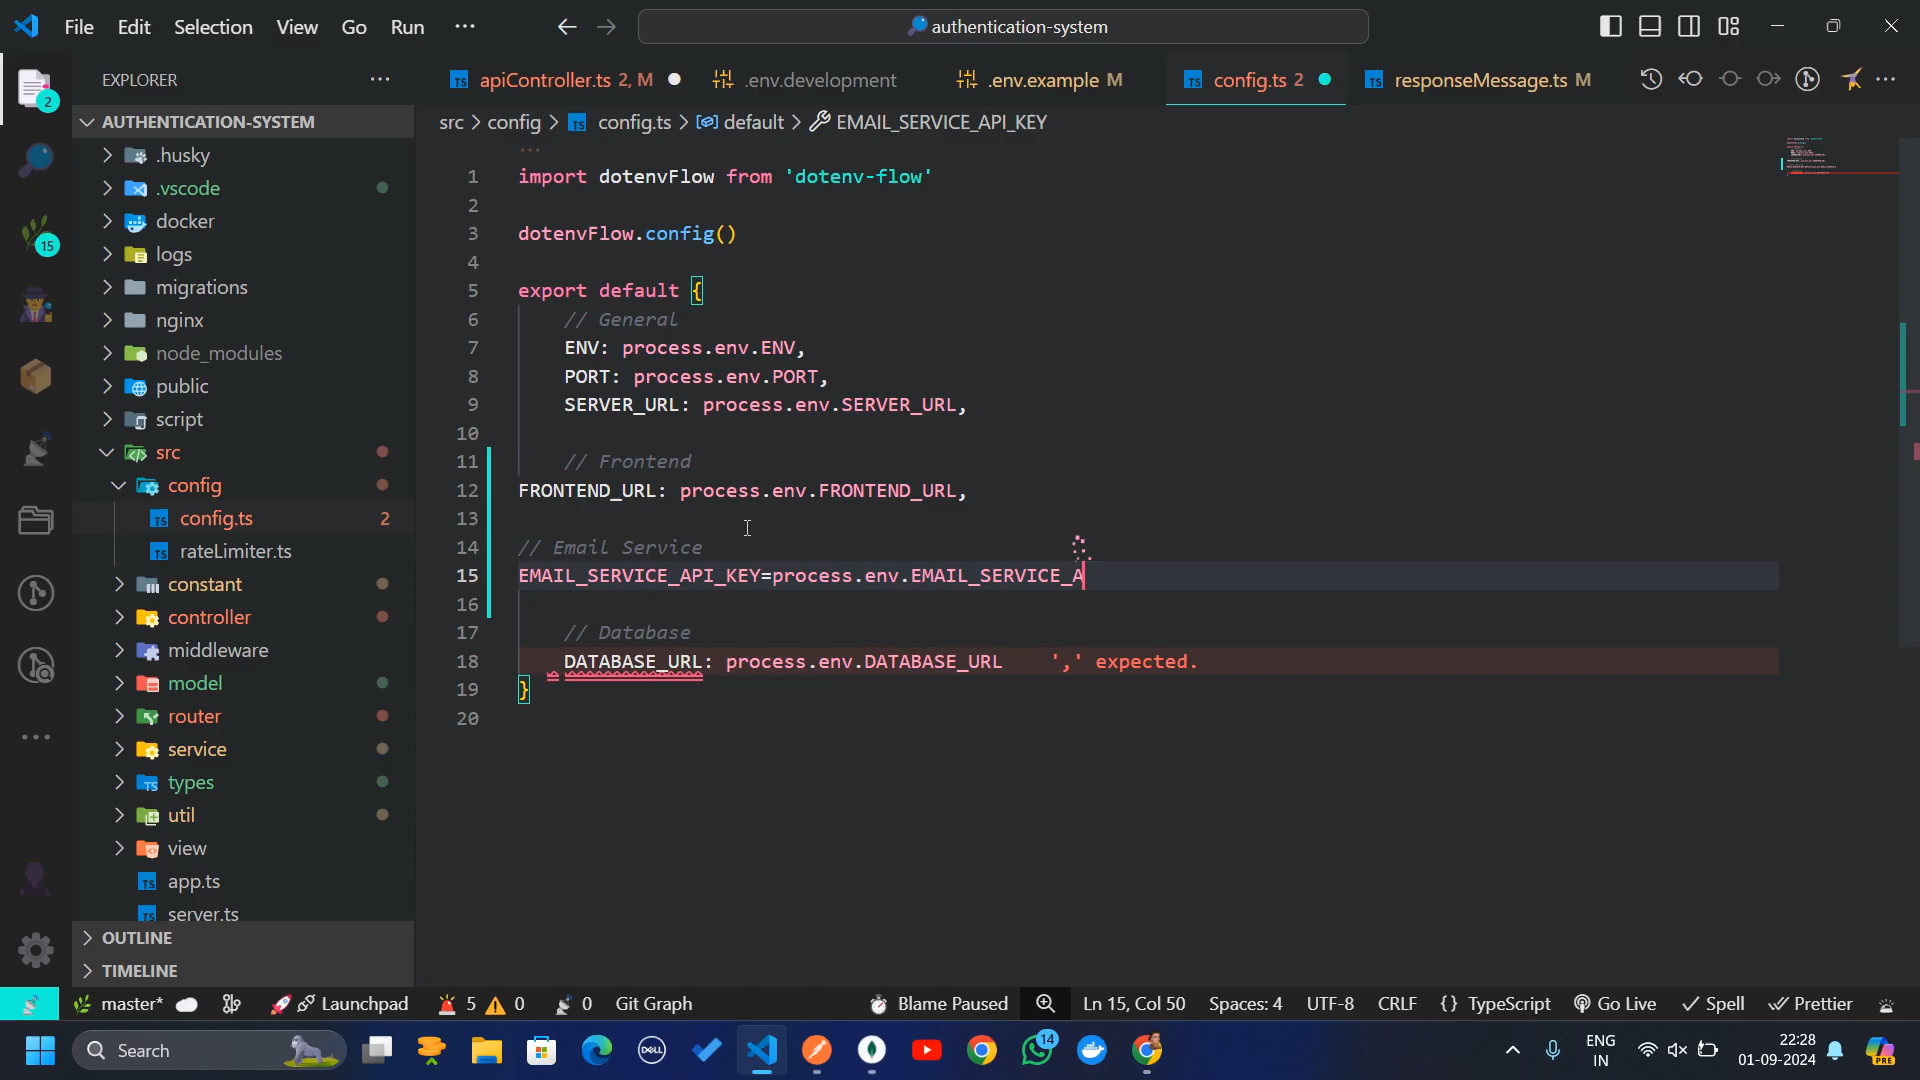 File Edit Selection View Go Run ···
authentication-system
EXPLORER ···
apiController.ts 2, M
.env.development
.env.example M
config.ts 2
responseMessage.ts M
src > config > config.ts > default > EMAIL_SERVICE_API_KEY
2
15
AUTHENTICATION-SYSTEM
.husky
.vscode
docker
logs
migrations
nginx
node_modules
public
script
src
config
config.ts 2
rateLimiter.ts
constant
controller
middleware
model
router
service
types
util
view
app.ts
server.ts
OUTLINE
TIMELINE
1 import dotenvFlow from 'dotenv-flow'
2
3 dotenvFlow.config()
4
5 export default {
6 // General
7 ENV: process.env.ENV,
8 PORT: process.env.PORT,
9 SERVER_URL: process.env.SERVER_URL,
10
11 // Frontend
12 FRONTEND_URL: process.env.FRONTEND_URL,
13
14 // Email Service
15 EMAIL_SERVICE_API_KEY=process.env.EMAIL_SERVICE_A
16
17 // Database
18 DATABASE_URL: process.env.DATABASE_URL ',' expected.
19 }
20
master* Launchpad 5 0 0 Git Graph Blame Paused Ln 15, Col 50 Spaces: 4 UTF-8 CRLF {} TypeScript Go Live Spell Prettier
Search
DELL
14
ENG
IN
22:28
01-09-2024
PRE